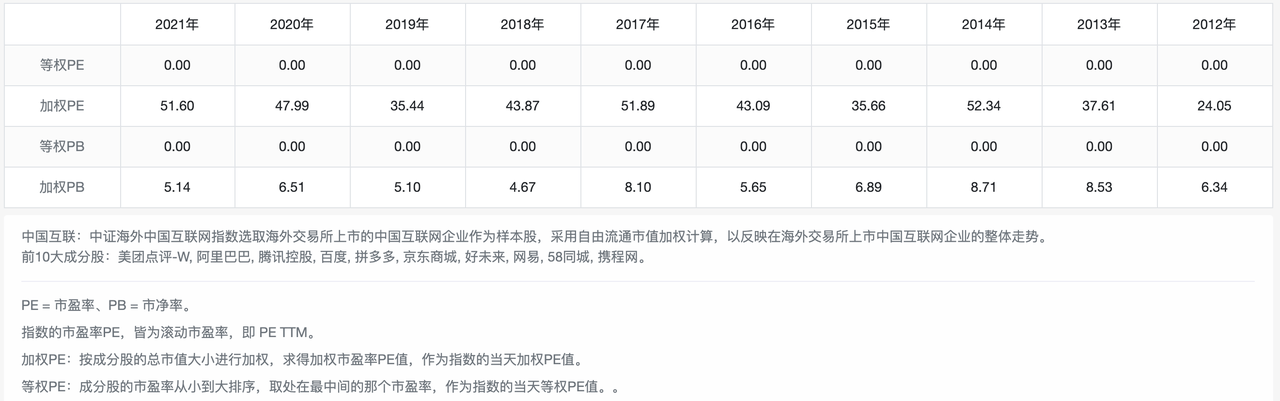 2021年 2020年 2019年 2018年 2017年 2016年 2015年 2014年 2013年 2012年
等权PE 0.00 0.00 0.00 0.00 0.00 0.00 0.00 0.00 0.00 0.00
加权PE 51.60 47.99 35.44 43.87 51.89 43.09 35.66 52.34 37.61 24.05
等权PB 0.00 0.00 0.00 0.00 0.00 0.00 0.00 0.00 0.00 0.00
加权PB 5.14 6.51 5.10 4.67 8.10 5.65 6.89 8.71 8.53 6.34
中国互联：中证海外中国互联网指数选取海外交易所上市的中国互联网企业作为样本股，采用自由流通市值加权计算，以反映在海外交易所上市中国互联网企业的整体走势。
前10大成分股：美团点评-W, 阿里巴巴, 腾讯控股, 百度, 拼多多, 京东商城, 好未来, 网易, 58同城, 携程网。
PE = 市盈率、PB = 市净率。
指数的市盈率PE，皆为滚动市盈率，即 PE TTM。
加权PE：按成分股的总市值大小进行加权，求得加权市盈率PE值，作为指数的当天加权PE值。
等权PE：成分股的市盈率从小到大排序，取处在最中间的那个市盈率，作为指数的当天等权PE值。。